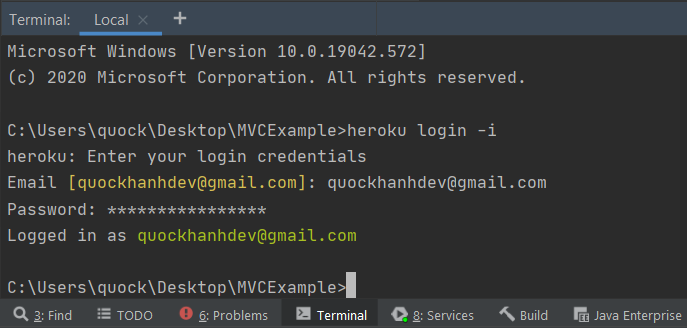 Terminal: Local × +
Microsoft Windows [Version 10.0.19042.572]
(c) 2020 Microsoft Corporation. All rights reserved.
C:\Users\quock\Desktop\MVCExample>heroku login -i
heroku: Enter your login credentials
Email [quockhanhdev@gmail.com]: quockhanhdev@gmail.com
Password: ****************
Logged in as quockhanhdev@gmail.com
C:\Users\quock\Desktop\MVCExample>
3: Find TODO 6: Problems Terminal 8: Services Build Java Enterprise